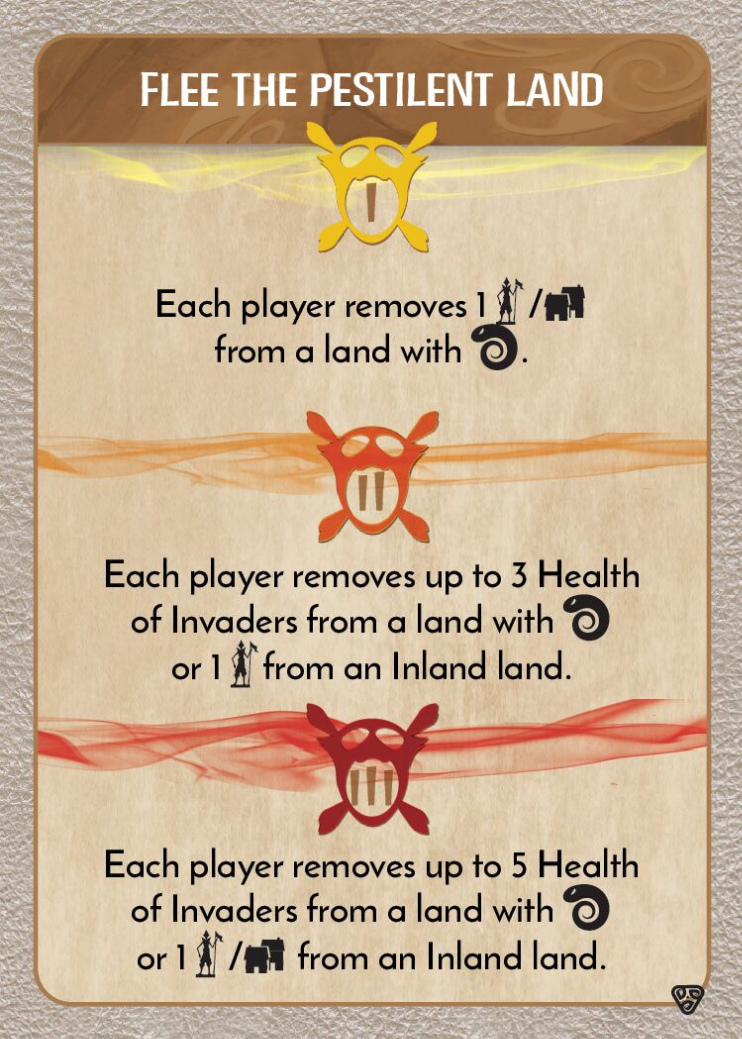 FLEE THE PESTILENT LAND
I
Each player removes 1 /
from a land with .
II
Each player removes up to 3 Health
of Invaders from a land with
or 1 from an Inland land.
III
Each player removes up to 5 Health
of Invaders from a land with
or 1 / from an Inland land.